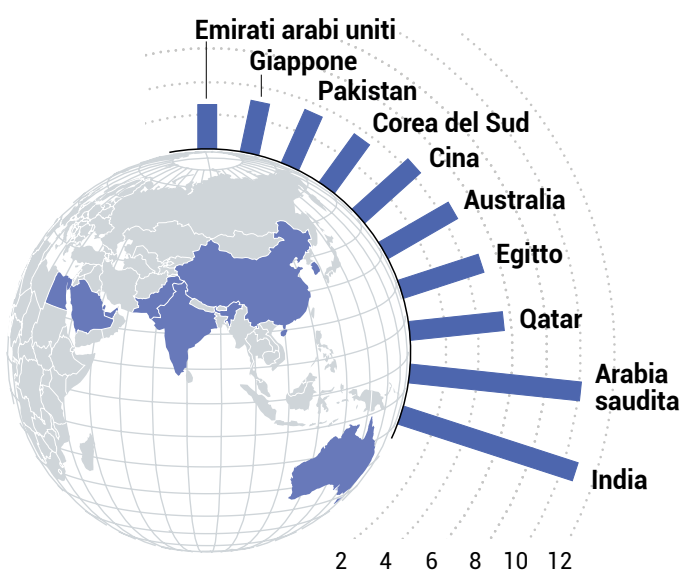 Emirati arabi uniti
Giappone
Pakistan
Corea del Sud
Cina
Australia
Egitto
Qatar
Arabia
saudita
India
2 4 6 8 10 12